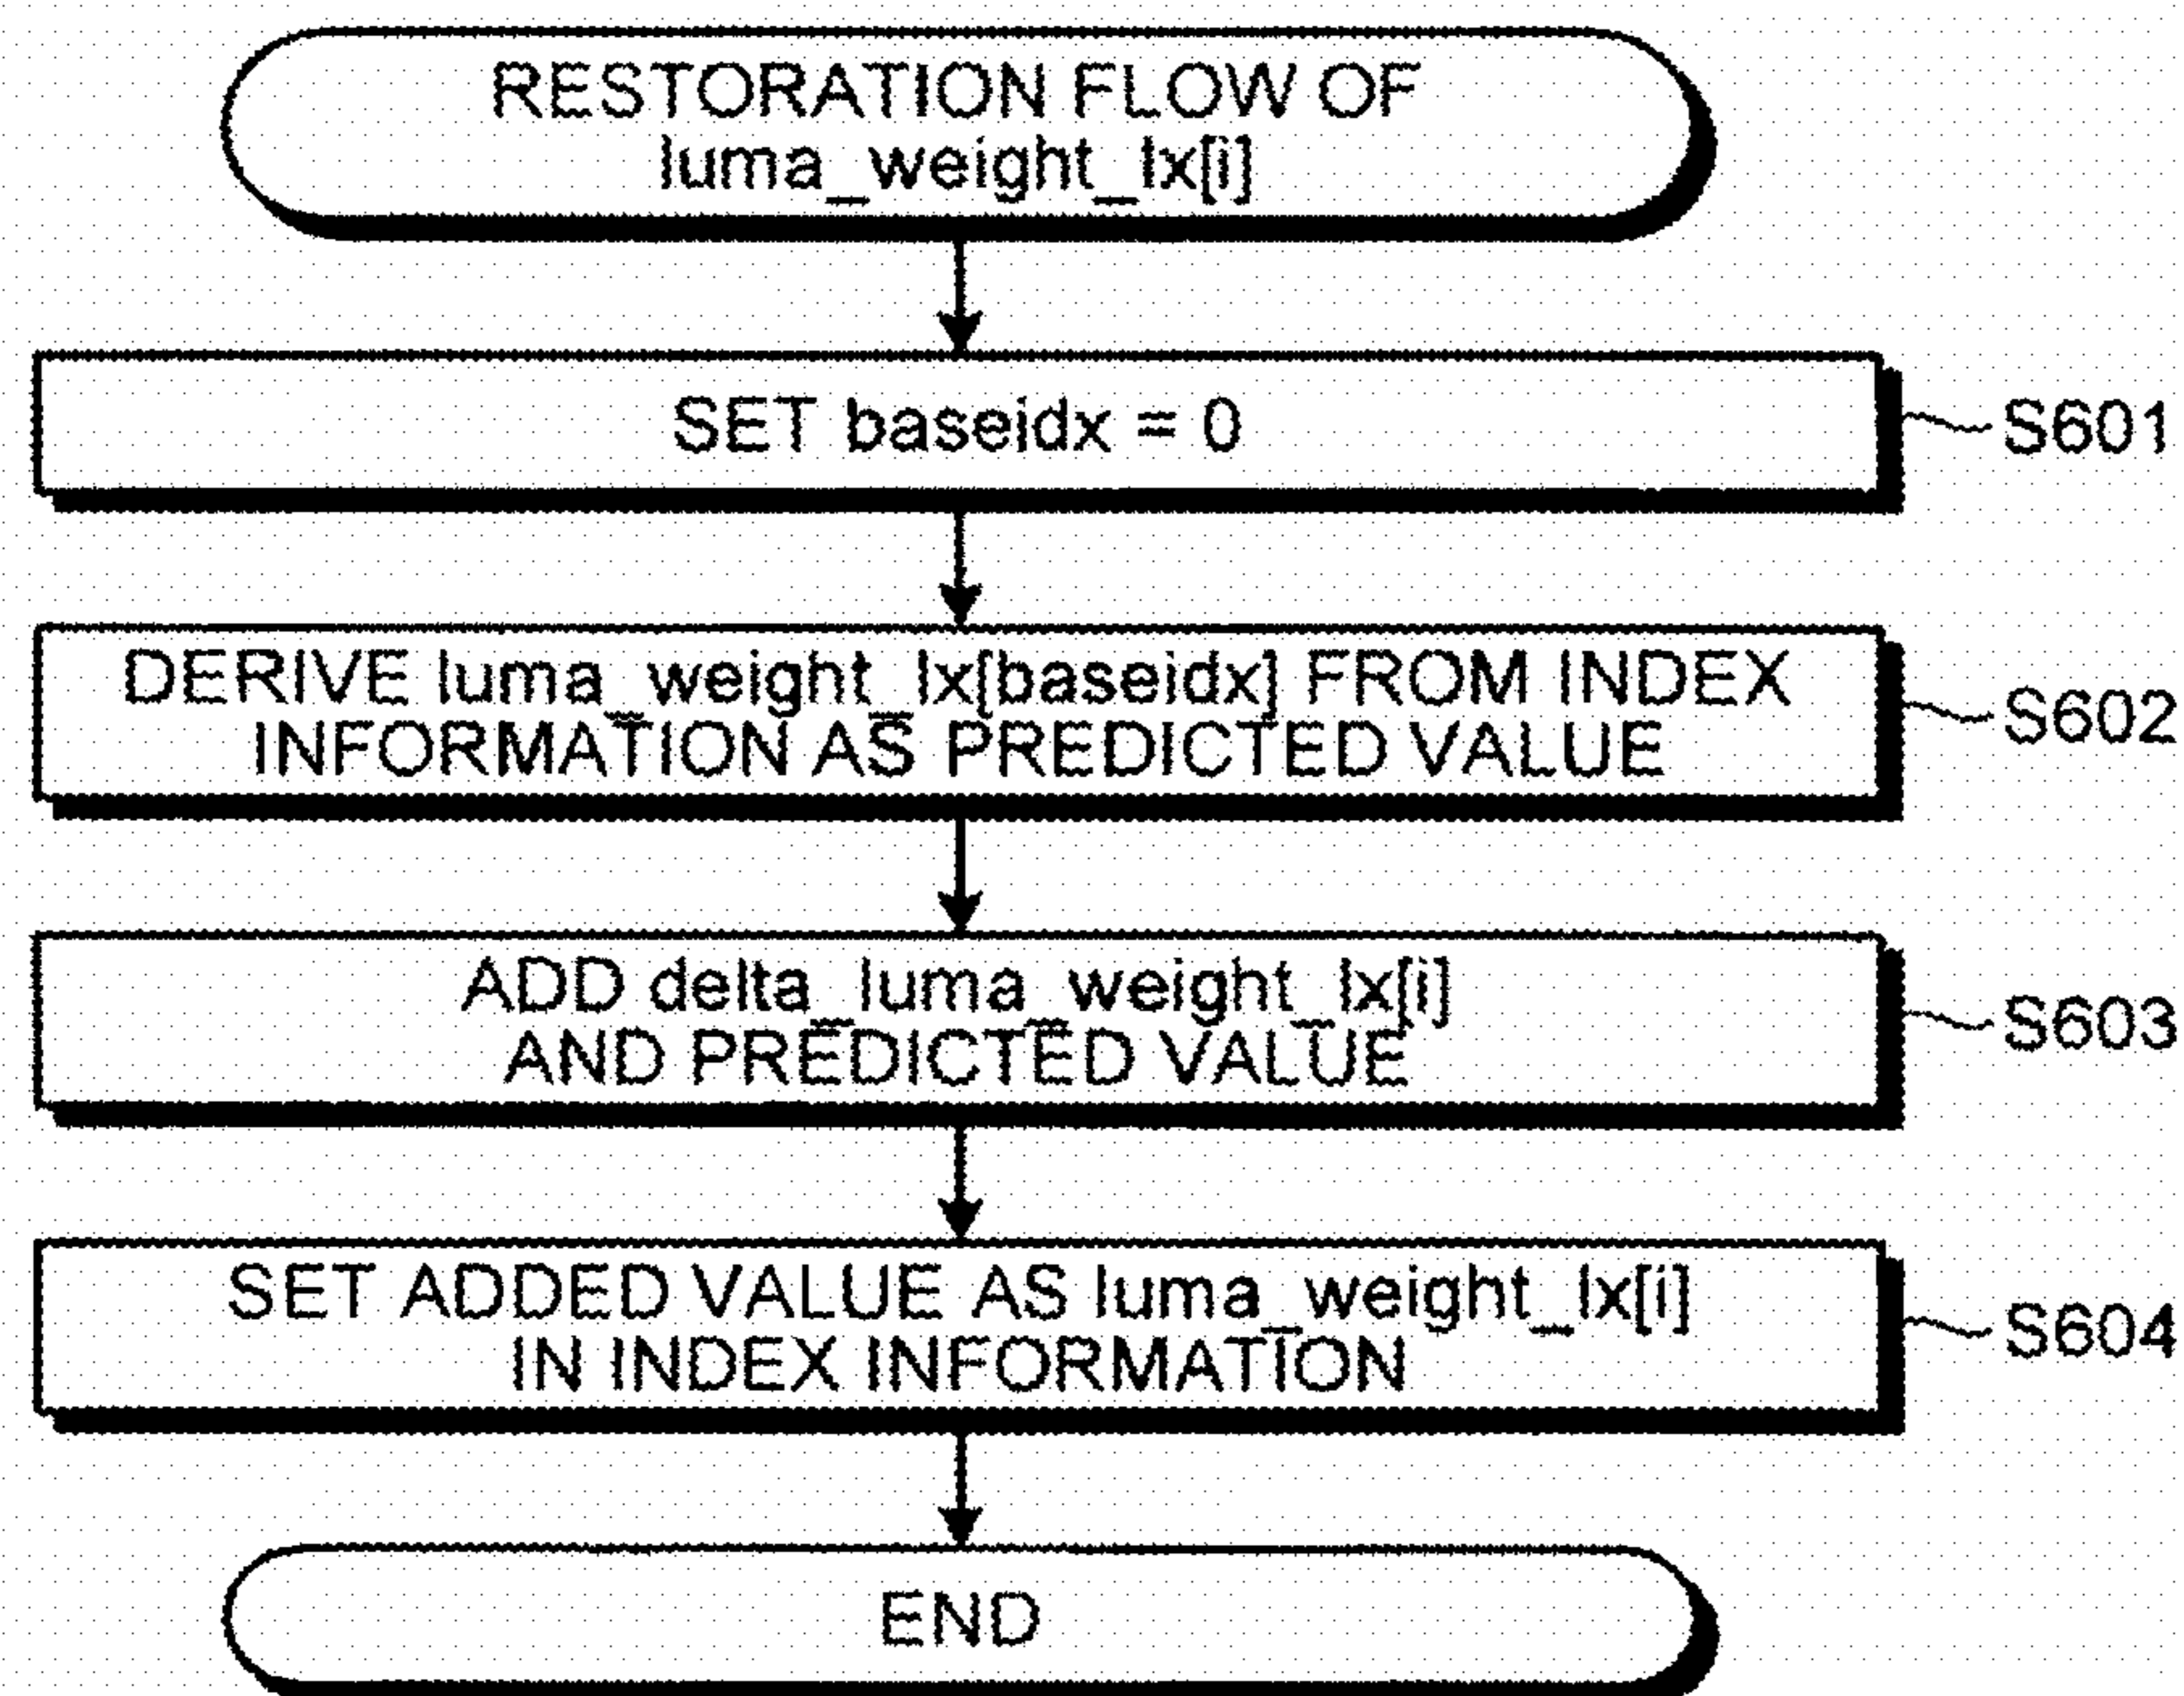 RESTORATION FLOW OF
luma_weight_lx[i]
SET baseidx = 0
S601
DERIVE luma_weight_lx[baseidx] FROM INDEX
INFORMATION AS PREDICTED VALUE
S602
ADD delta_luma_weight_lx[i]
AND PREDICTED VALUE
S603
SET ADDED VALUE AS luma_weight_lx[i]
IN INDEX INFORMATION
S604
END